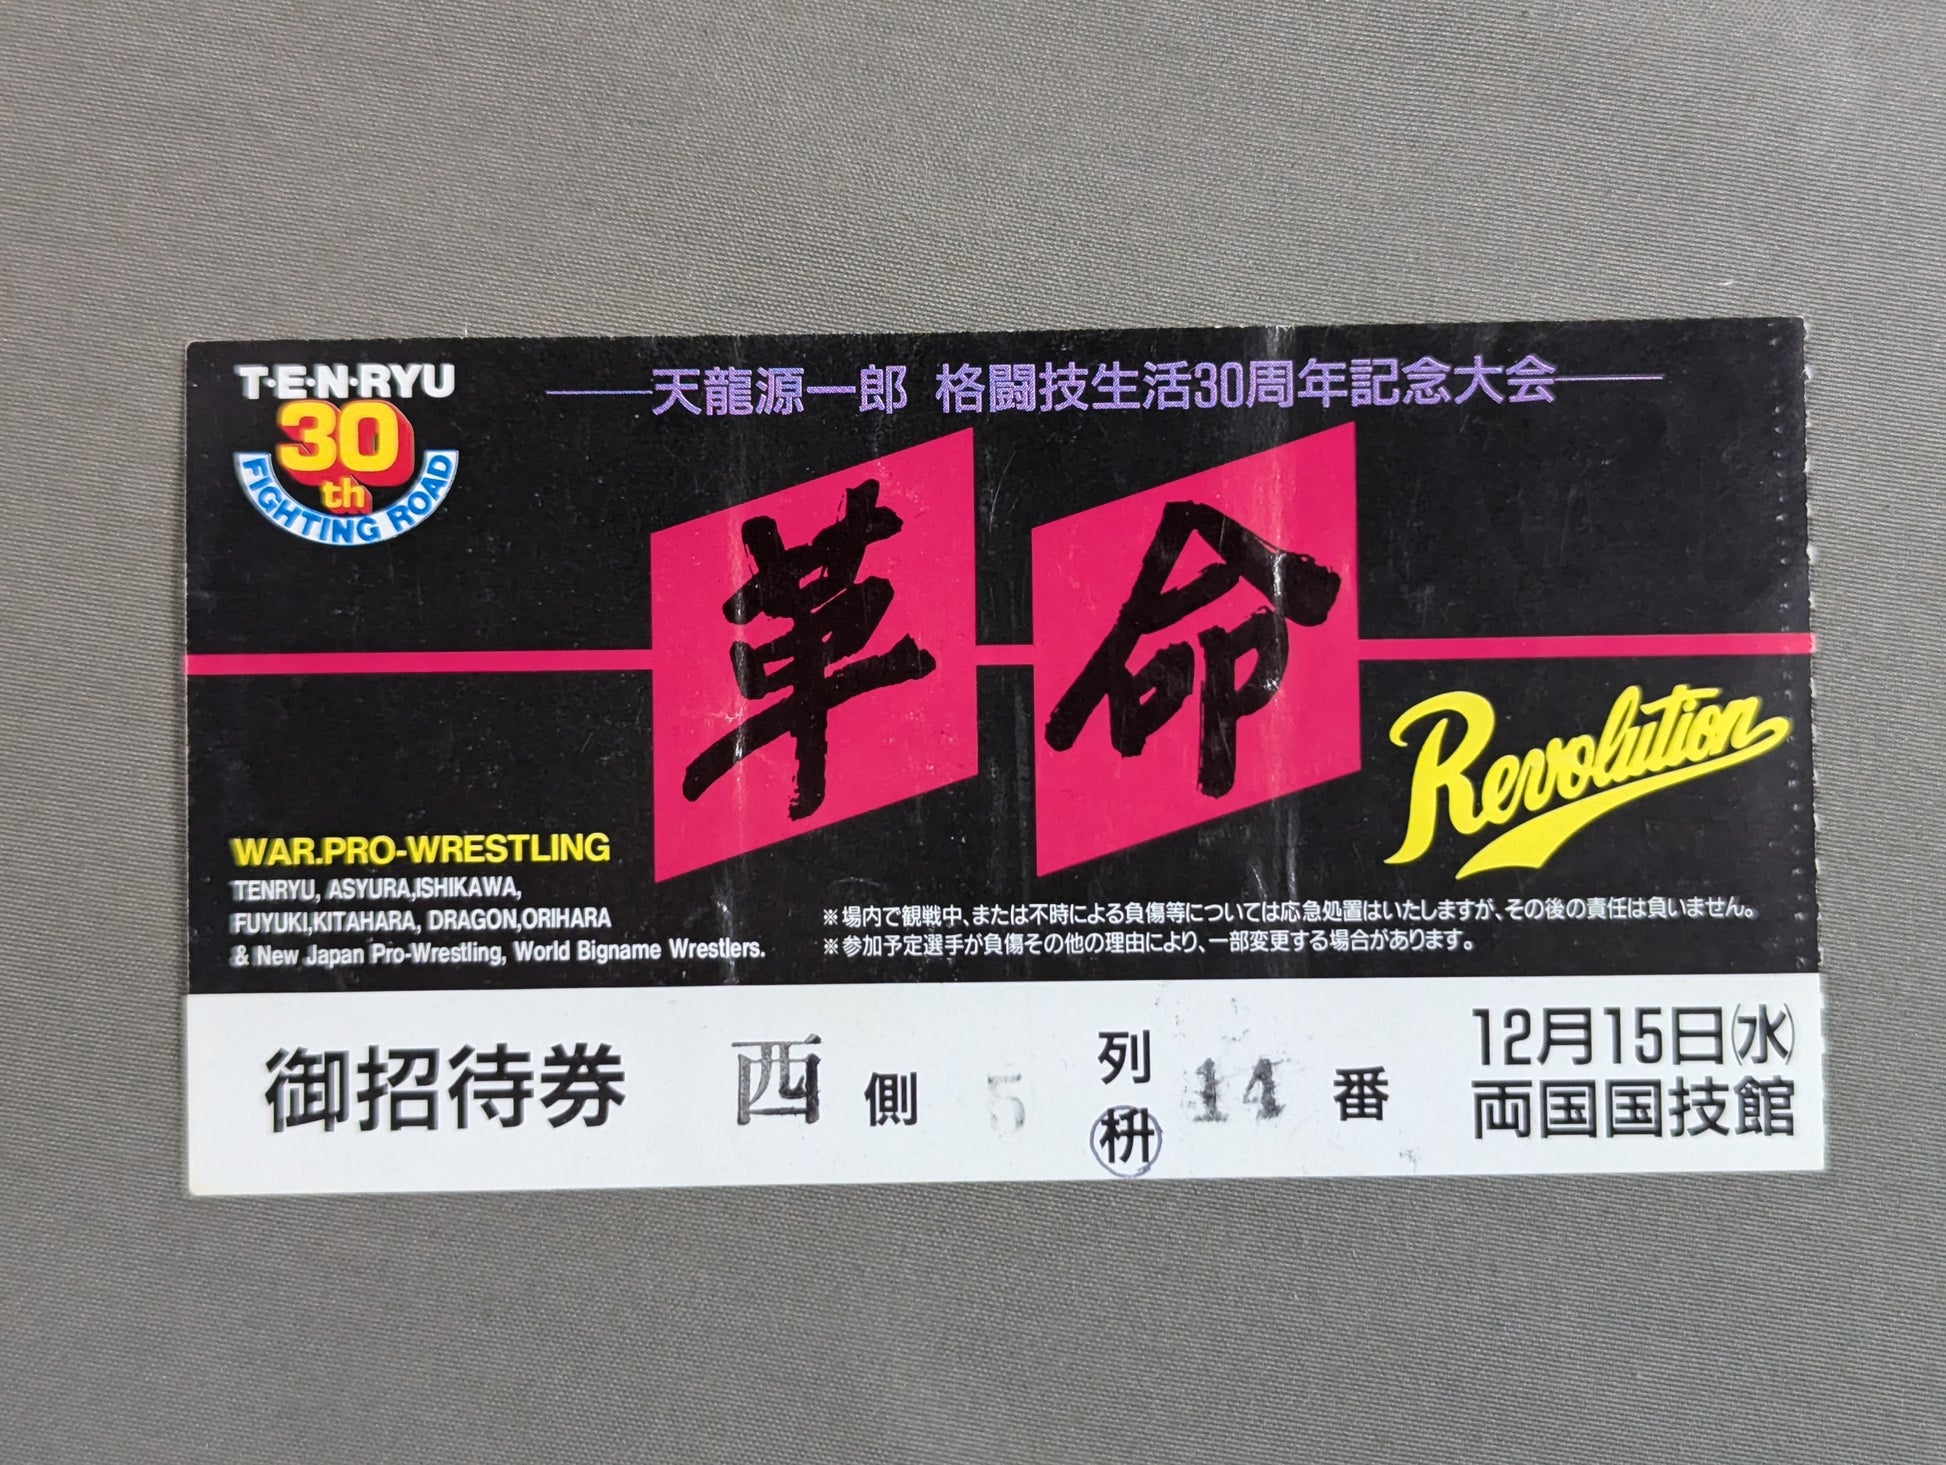 T·E·N·RYU
30
th
FIGHTING ROAD
天龍源一郎 格闘技生活30周年記念大会
革命
Revolution
WAR.PRO-WRESTLING
TENRYU, ASYURA,ISHIKAWA,
FUYUKI,KITAHARA, DRAGON,ORIHARA
& New Japan Pro-Wrestling, World Bigname Wrestlers.
※場内で観戦中、または不時による負傷等については応急処置はいたしますが、その後の責任は負いません。
※参加予定選手が負傷その他の理由により、一部変更する場合があります。
御招待券 西 側 5 列 枡 14 番
12月15日(水)
両国国技館